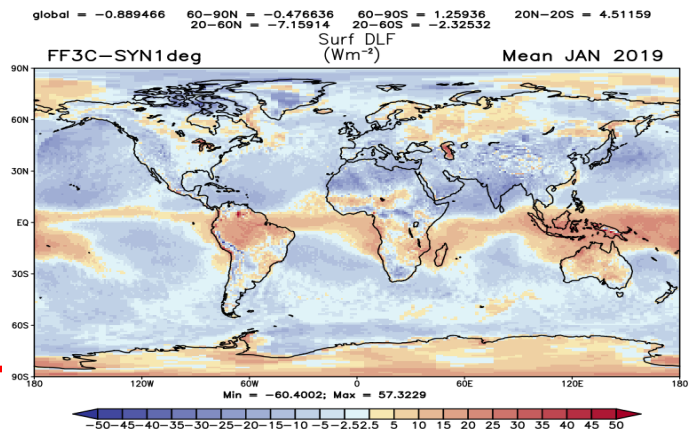 global = −0.889466 60−90N = −0.476636 60−90S = 1.25936 20N−20S = 4.51159
20−60N = −7.15914 20−60S = −2.32532
Surf DLF
FF3C−SYN1deg (Wm⁻²) Mean JAN 2019
90N
60N
30N
EQ
30S
60S
90S
180 120W 60W 0 60E 120E 180
Min = −60.4002; Max = 57.3229
−50−45−40−35−30−25−20−15−10−5−2.52.5 5 10 15 20 25 30 35 40 45 50